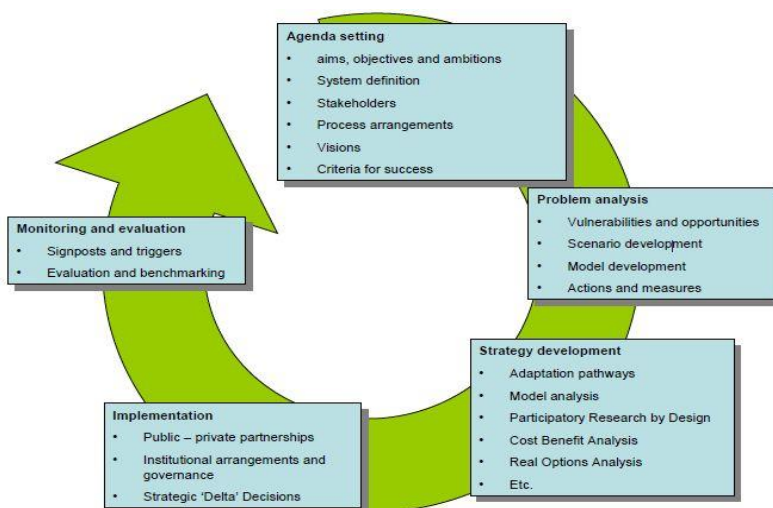 Agenda setting
• aims, objectives and ambitions
• System definition
• Stakeholders
• Process arrangements
• Visions
• Criteria for success
Problem analysis
• Vulnerabilities and opportunities
• Scenario development
• Model development
• Actions and measures
Strategy development
• Adaptation pathways
• Model analysis
• Participatory Research by Design
• Cost Benefit Analysis
• Real Options Analysis
• Etc.
Implementation
• Public – private partnerships
• Institutional arrangements and
governance
• Strategic ‘Delta’ Decisions
Monitoring and evaluation
• Signposts and triggers
• Evaluation and benchmarking